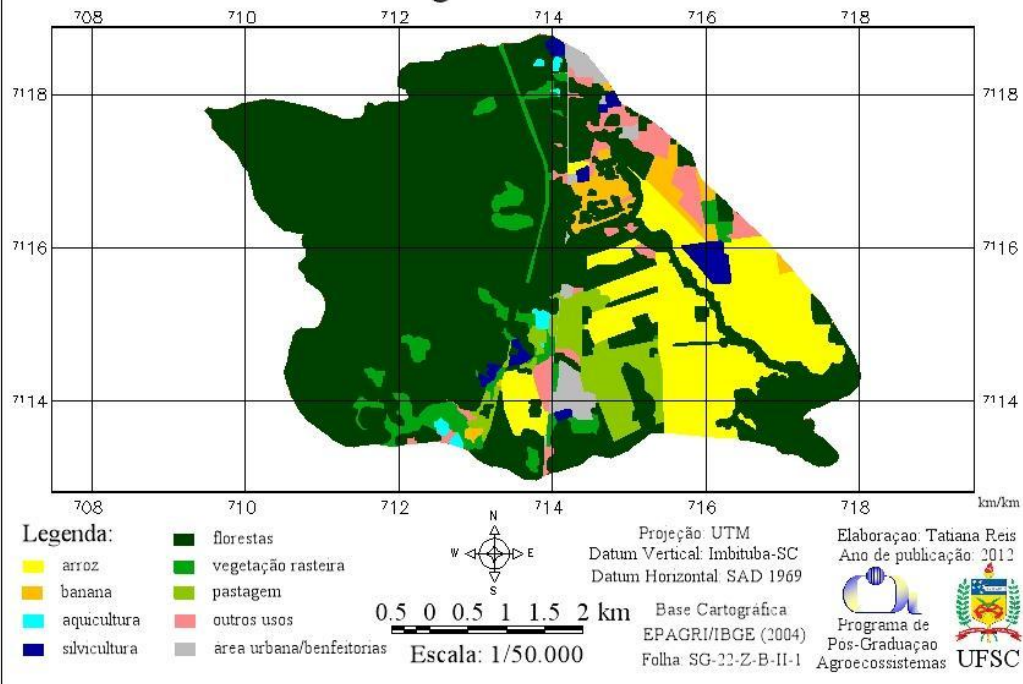 708 710 712 714 716 718
7118 7118
7116 7116
7114 7114
708 710 712 714 716 718
km/km
Legenda:
arroz
banana
aquicultura
silvicultura
florestas
vegetação rasteira
pastagem
outros usos
área urbana/benfeitorias
N
W E
S
0.5 0 0.5 1 1.5 2 km
Escala: 1/50.000
Projeção: UTM
Datum Vertical: Imbituba-SC
Datum Horizontal: SAD 1969
Base Cartográfica
EPAGRI/IBGE (2004)
Folha: SG-22-Z-B-II-1
Elaboraçao: Tatiana Reis
Ano de publicação: 2012
Programa de
Pós-Graduaçao
Agroecossistemas
UFSC